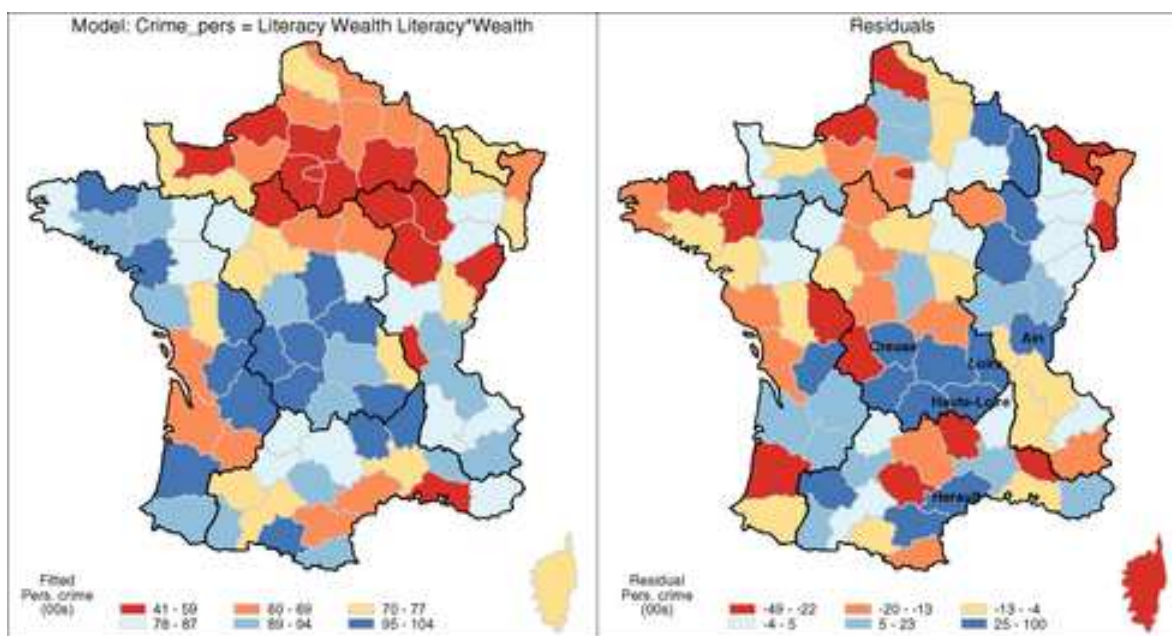 Model: Crime_pers = Literacy Wealth Literacy*Wealth
Residuals
Creuse
Ain
Loire
Haute-Loire
Herault
Fitted
Pers. crime
(00s)
41 - 59
60 - 69
70 - 77
78 - 87
89 - 94
95 - 104
Residual
Pers. crime
(00s)
-49 - -22
-20 - -13
-13 - -4
-4 - 5
5 - 23
25 - 100